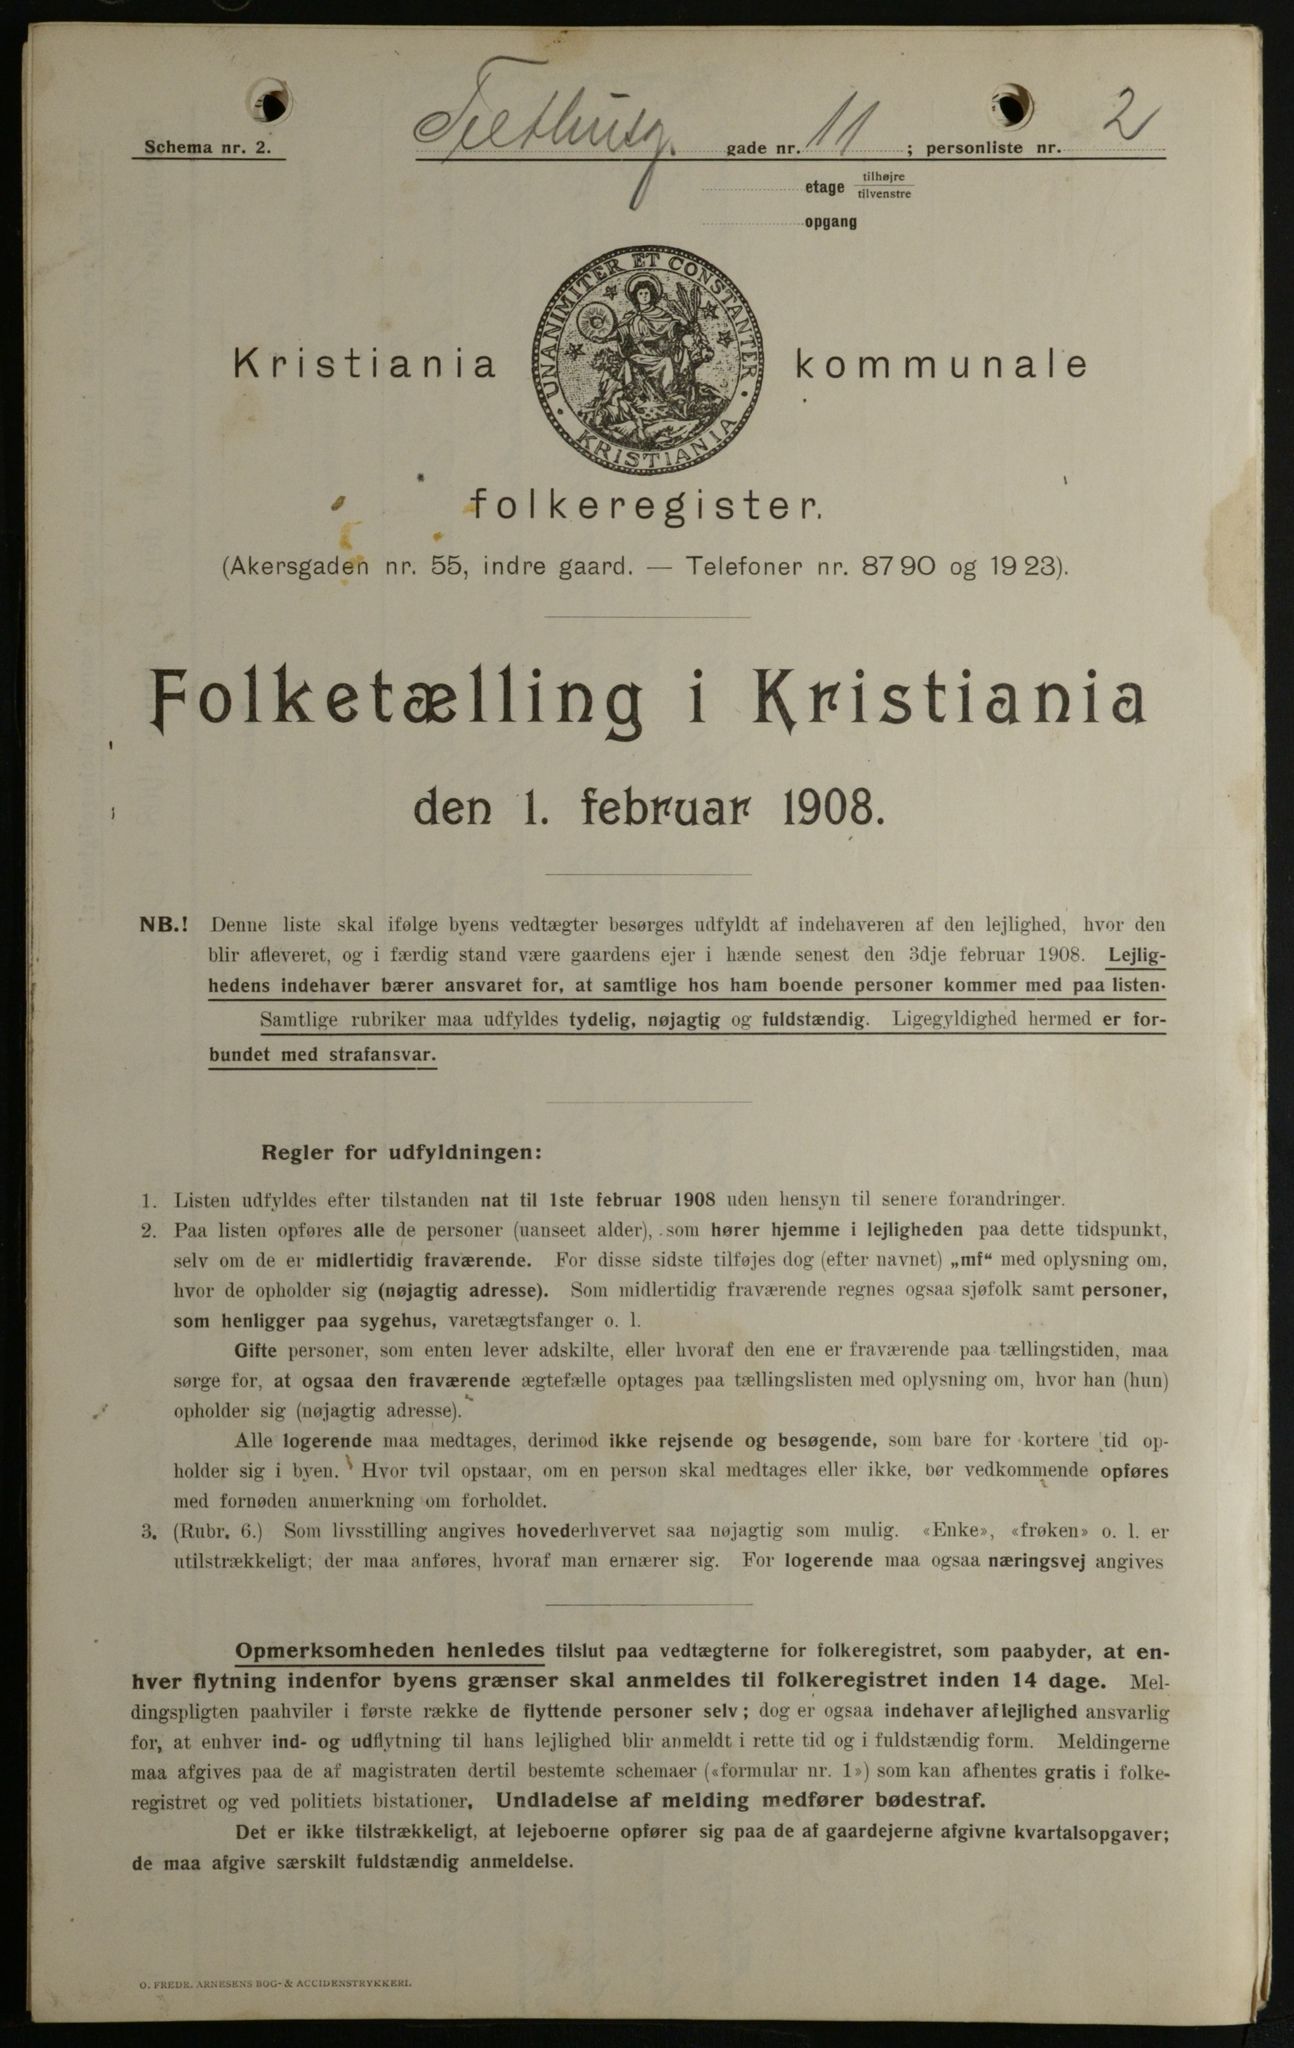 Schema nr. 2.
Tilthusg. gade nr. 11 ; personliste nr. 2
etage tilhøjre
tilvenstre
opgang
UNANIMITER ET CONSTANTER
KRISTIANIA
Kristiania kommunale
folkeregister.
(Akersgaden nr. 55, indre gaard. — Telefoner nr. 87 90 og 19 23).
Folketælling i Kristiania
den 1. februar 1908.
NB.! Denne liste skal ifølge byens vedtægter besørges udfyldt af indehaveren af den lejlighed, hvor den
blir afleveret, og i færdig stand være gaardens ejer i hænde senest den 3dje februar 1908. Lejlig-
hedens indehaver bærer ansvaret for, at samtlige hos ham boende personer kommer med paa listen.
Samtlige rubriker maa udfyldes tydelig, nøjagtig og fuldstændig. Ligegyldighed hermed er for-
bundet med strafansvar.
Regler for udfyldningen:
1. Listen udfyldes efter tilstanden nat til 1ste februar 1908 uden hensyn til senere forandringer.
2. Paa listen opføres alle de personer (uanseet alder), som hører hjemme i lejligheden paa dette tidspunkt,
selv om de er midlertidig fraværende. For disse sidste tilføjes dog (efter navnet) „mf“ med oplysning om,
hvor de opholder sig (nøjagtig adresse). Som midlertidig fraværende regnes ogsaa sjøfolk samt personer,
som henligger paa sygehus, varetægtsfanger o. l.
Gifte personer, som enten lever adskilte, eller hvoraf den ene er fraværende paa tællingstiden, maa
sørge for, at ogsaa den fraværende ægtefælle optages paa tællingslisten med oplysning om, hvor han (hun)
opholder sig (nøjagtig adresse).
Alle logerende maa medtages, derimod ikke rejsende og besøgende, som bare for kortere tid op-
holder sig i byen. Hvor tvil opstaar, om en person skal medtages eller ikke, bør vedkommende opføres
med fornøden anmerkning om forholdet.
3. (Rubr. 6.) Som livsstilling angives hovederhvervet saa nøjagtig som mulig. «Enke», «frøken» o. l. er
utilstrækkeligt; der maa anføres, hvoraf man ernærer sig. For logerende maa ogsaa næringsvej angives
Opmerksomheden henledes tilslut paa vedtægterne for folkeregistret, som paabyder, at en-
hver flytning indenfor byens grænser skal anmeldes til folkeregistret inden 14 dage. Mel-
dingspligten paahviler i første række de flyttende personer selv; dog er ogsaa indehaver af lejlighed ansvarlig
for, at enhver ind- og udflytning til hans lejlighed blir anmeldt i rette tid og i fuldstændig form. Meldingerne
maa afgives paa de af magistraten dertil bestemte schemaer («formular nr. 1») som kan afhentes gratis i folke-
registret og ved politiets bistationer. Undladelse af melding medfører bødestraf.
Det er ikke tilstrækkeligt, at lejeboerne opfører sig paa de af gaardejerne afgivne kvartalsopgaver;
de maa afgive særskilt fuldstændig anmeldelse.
O. FREDR. ARNESENS BOG- & ACCIDENSTRYKKERI.